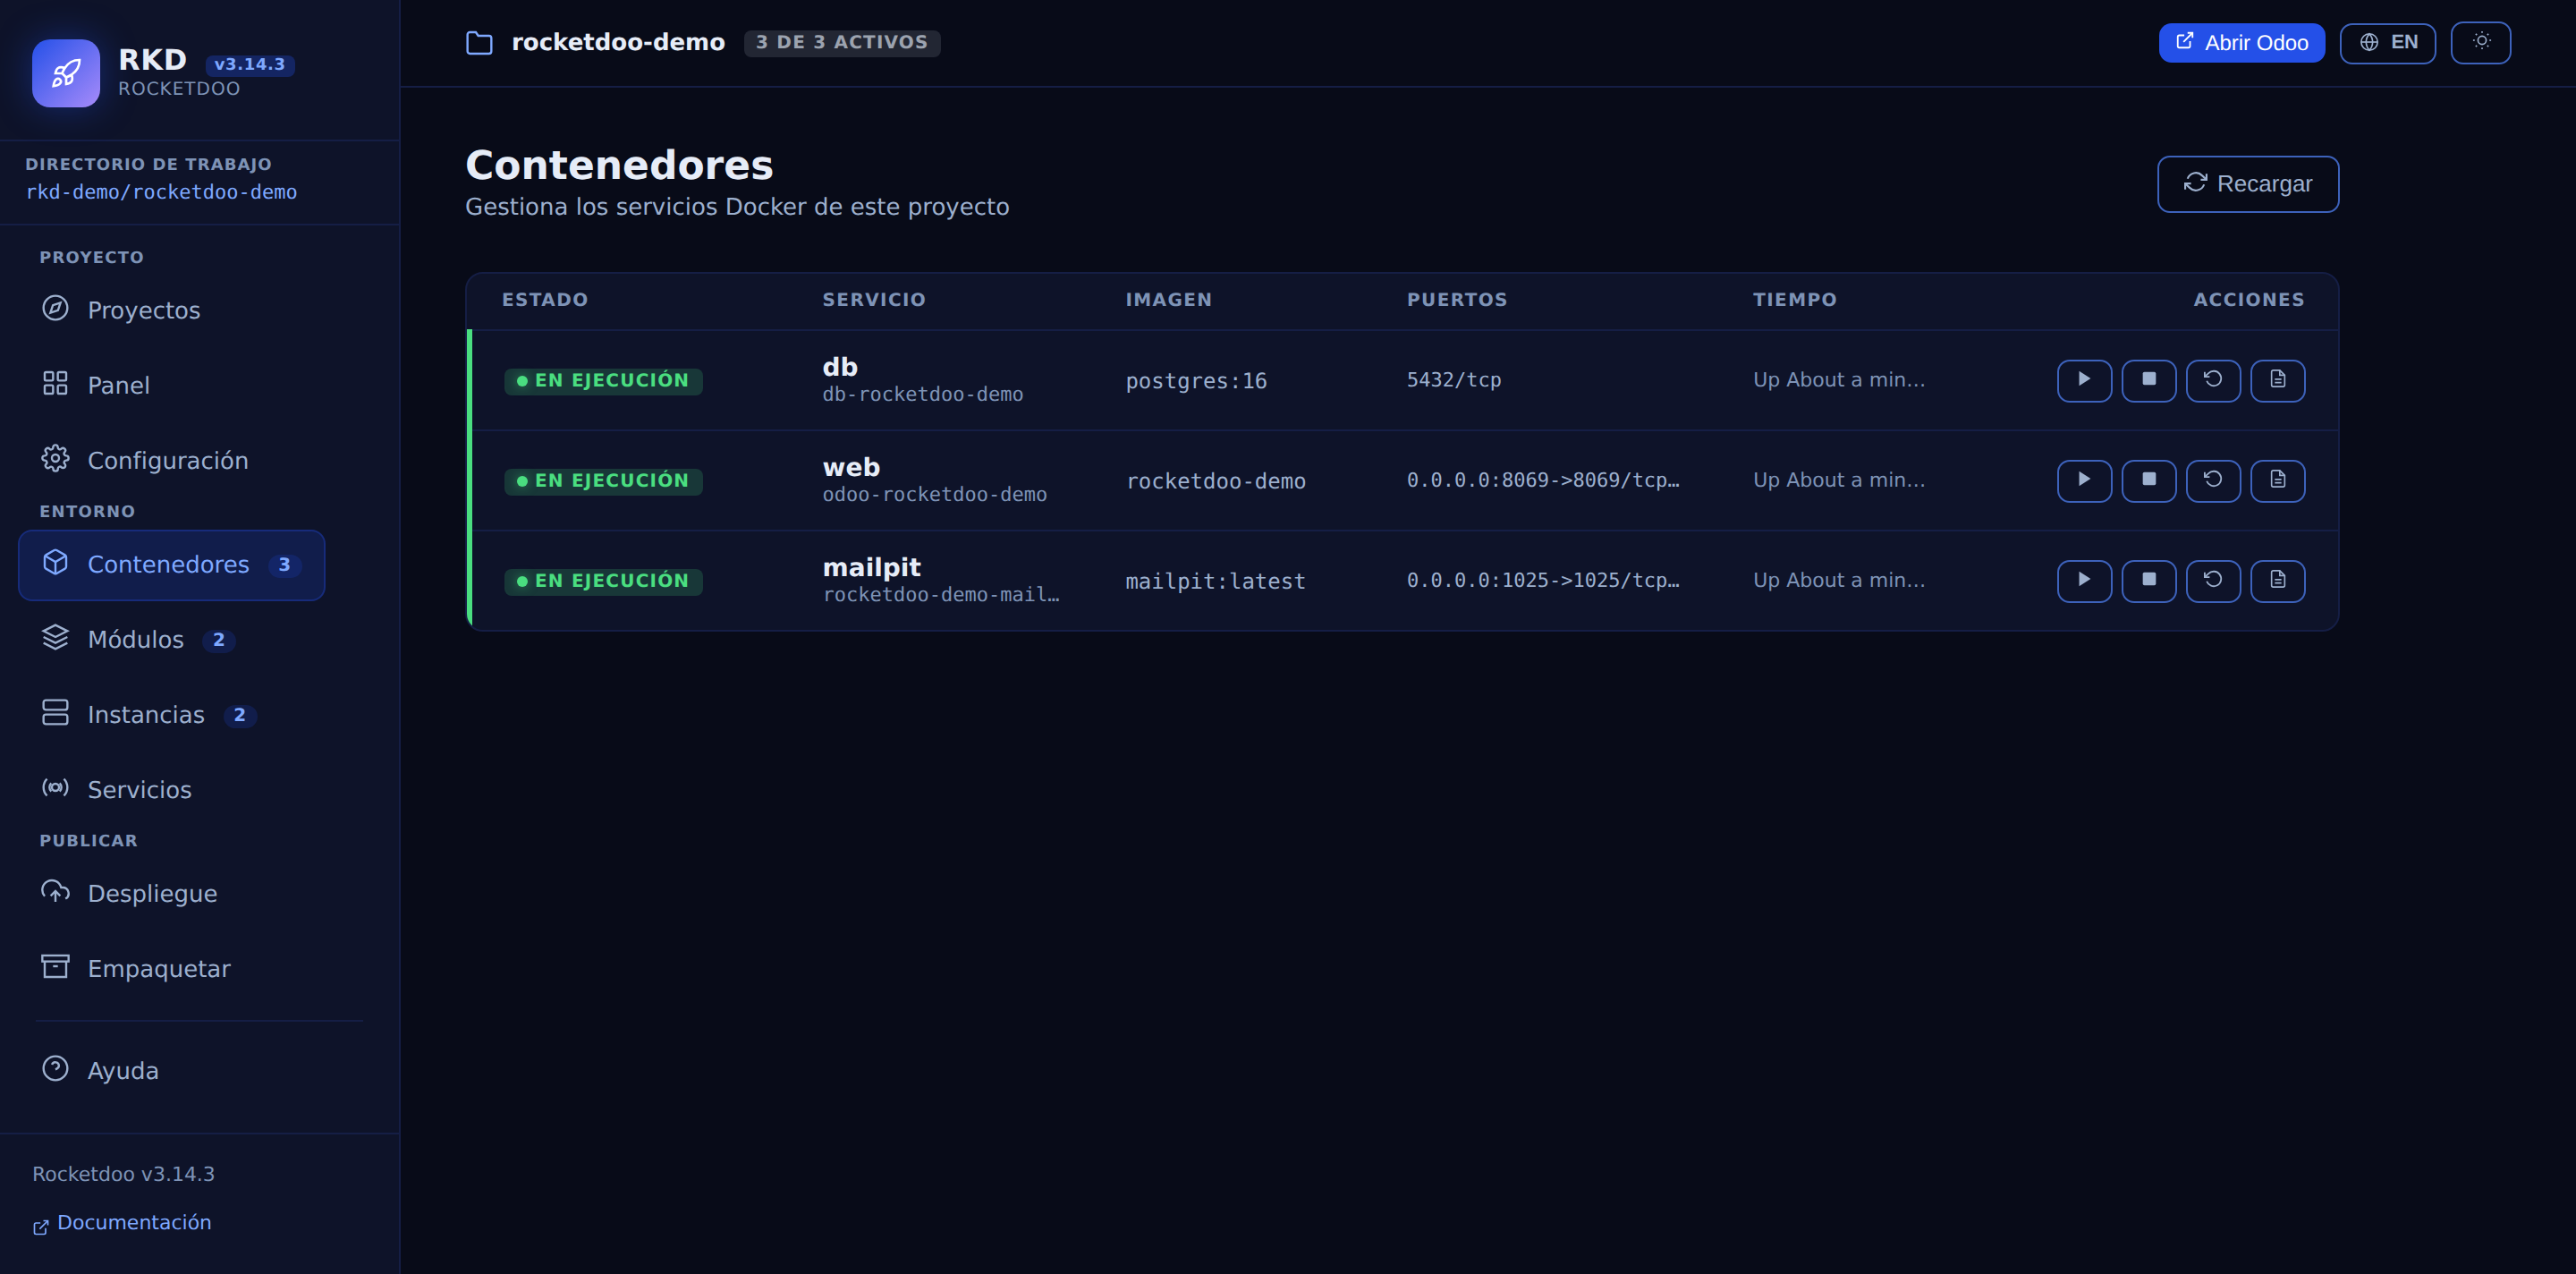 RKD v3.14.3
ROCKETDOO
DIRECTORIO DE TRABAJO
rkd-demo/rocketdoo-demo
PROYECTO
Proyectos
Panel
Configuración
ENTORNO
Contenedores 3
Módulos 2
Instancias 2
Servicios
PUBLICAR
Despliegue
Empaquetar
Ayuda
Rocketdoo v3.14.3
Documentación
rocketdoo-demo 3 DE 3 ACTIVOS
Abrir Odoo EN
Contenedores
Gestiona los servicios Docker de este proyecto
Recargar
ESTADO SERVICIO IMAGEN PUERTOS TIEMPO ACCIONES
EN EJECUCIÓN db postgres:16 5432/tcp Up About a min…
db-rocketdoo-demo
EN EJECUCIÓN web rocketdoo-demo 0.0.0.0:8069->8069/tcp… Up About a min…
odoo-rocketdoo-demo
EN EJECUCIÓN mailpit mailpit:latest 0.0.0.0:1025->1025/tcp… Up About a min…
rocketdoo-demo-mail…